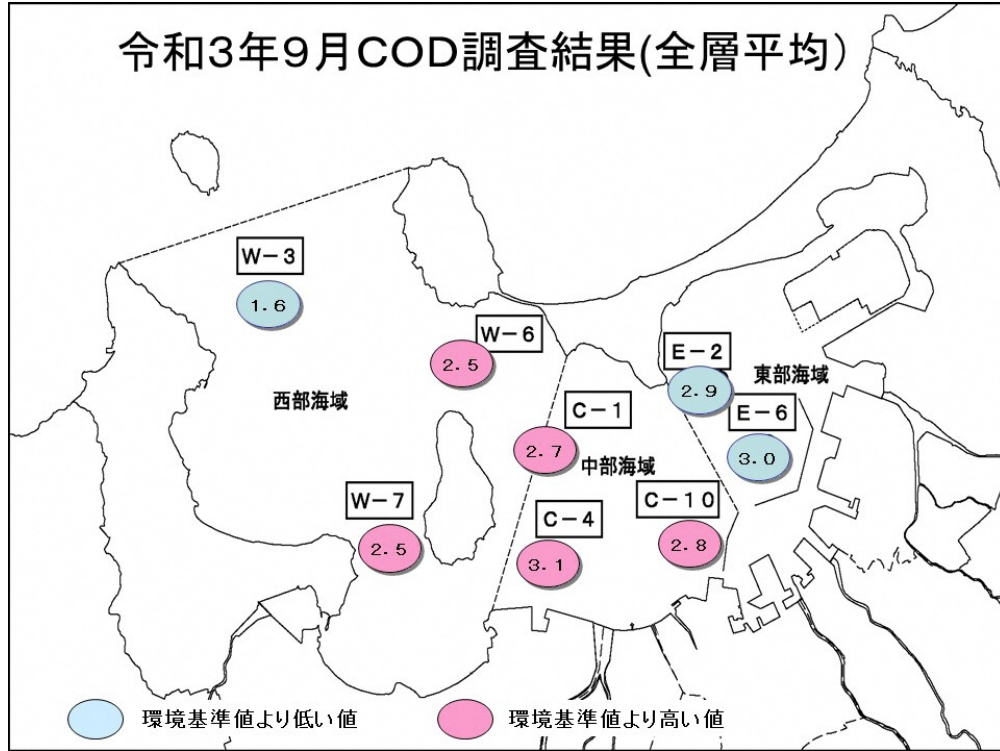 令和3年9月COD調査結果(全層平均)
W-3
1.6
W-6
2.5
E-2
2.9
東部海域
西部海域
C-1
2.7
E-6
3.0
中部海域
W-7
2.5
C-4
3.1
C-10
2.8
環境基準値より低い値
環境基準値より高い値